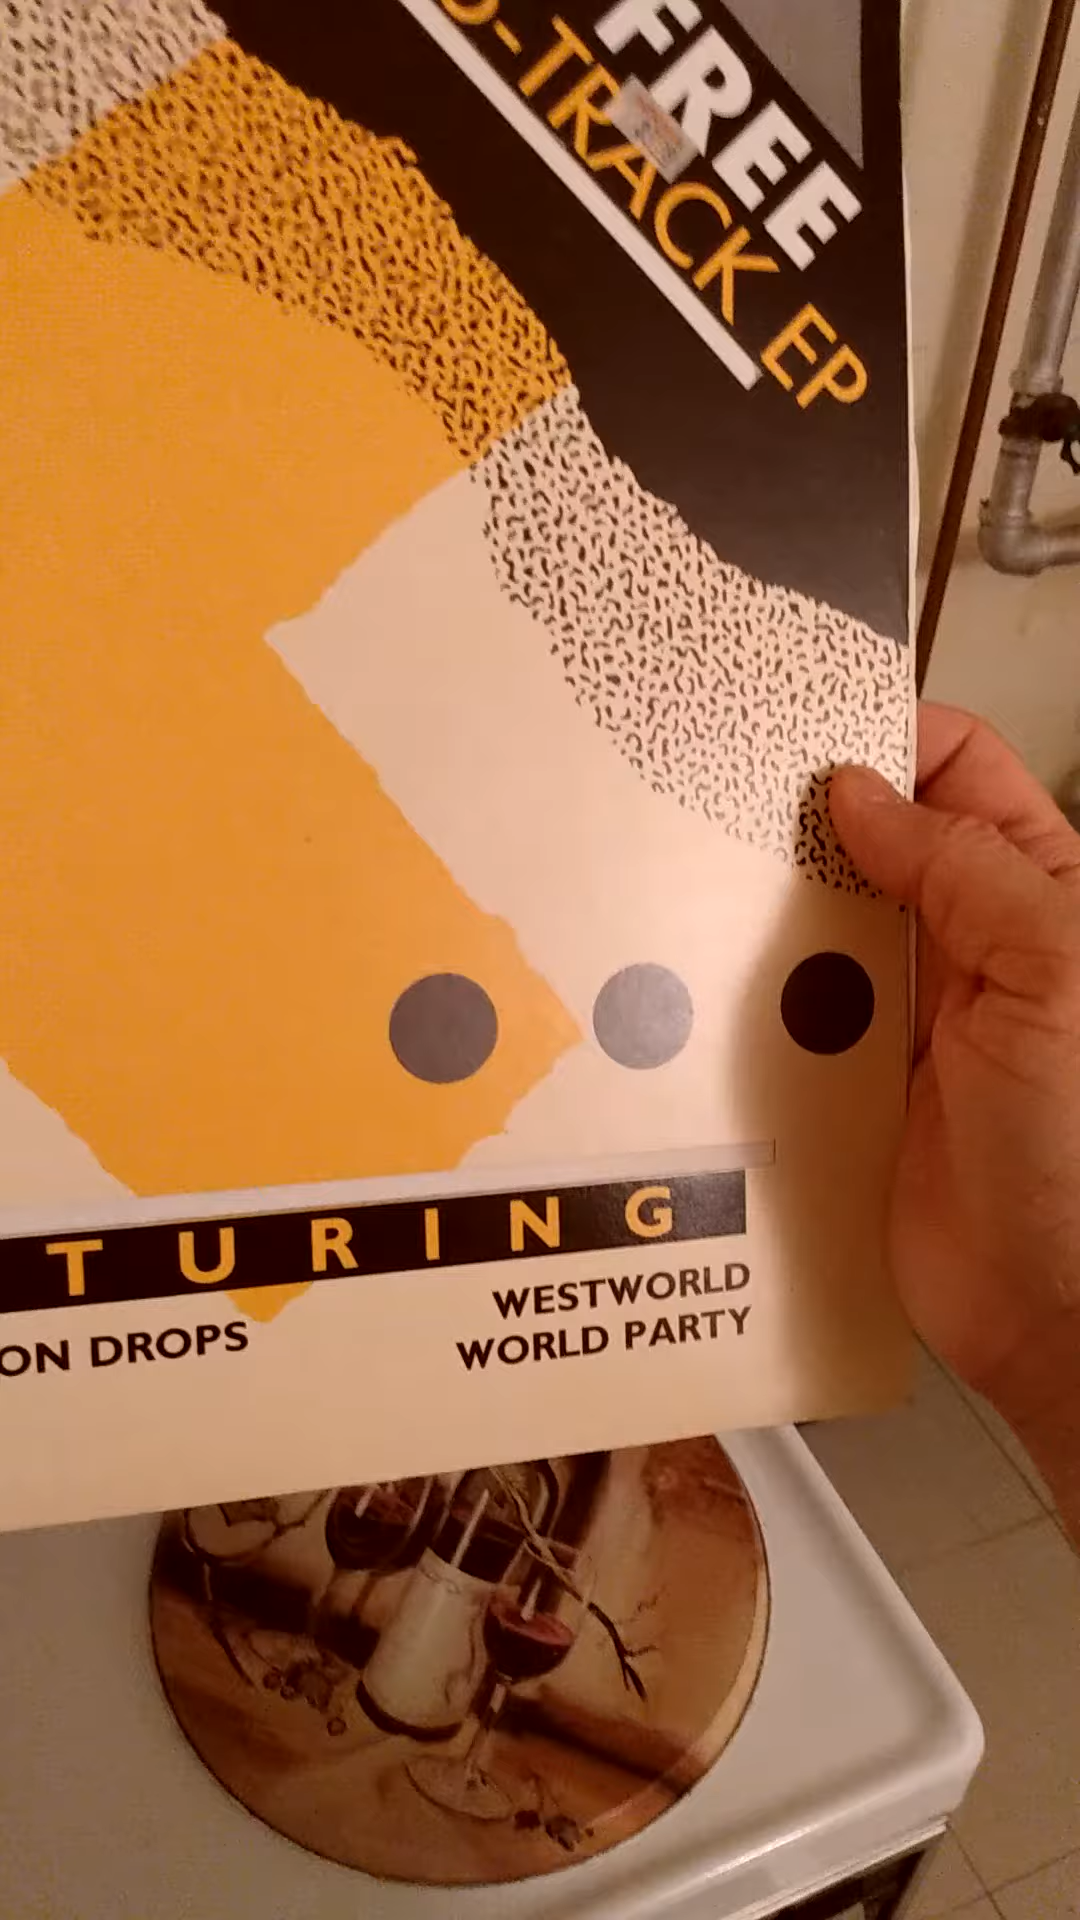 FREE
-TRACK EP
TURING
ON DROPS
WESTWORLD
WORLD PARTY